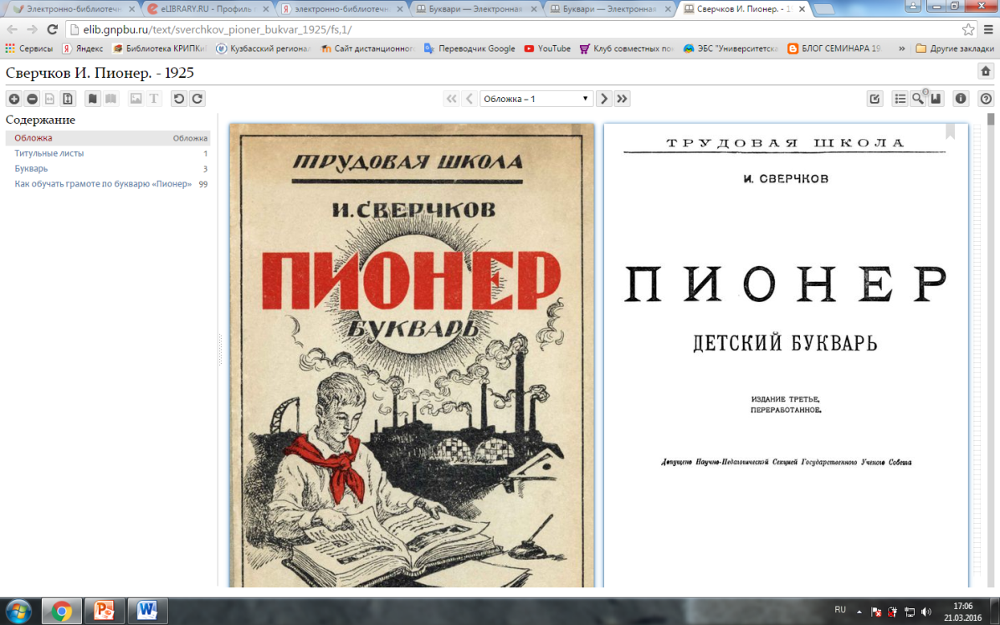 Электронно-библиотечн
eLIBRARY.RU - Профиль
электронно-библиотечн
Буквари — Электронная
Буквари — Электронная
Сверчков И. Пионер. - 1
elib.gnpbu.ru/text/sverchkov_pioner_bukvar_1925/fs,1/
Сервисы
Яндекс
Библиотека КРИПКи
Кузбасский регионал
Сайт дистанционног
Переводчик Google
YouTube
Клуб совместных по
ЭБС "Университетска
БЛОГ СЕМИНАРА 19
»
Другие закладки
Сверчков И. Пионер. - 1925
Обложка – 1
0
Содержание
Обложка Обложка
Титульные листы 1
Букварь 3
Как обучать грамоте по букварю «Пионер» 99
ТРУДОВАЯ ШКОЛА
И. СВЕРЧКОВ
ПИОНЕР
БУКВАРЬ
ТРУДОВАЯ ШКОЛА
И. СВЕРЧКОВ
ПИОНЕР
ДЕТСКИЙ БУКВАРЬ
ИЗДАНИЕ ТРЕТЬЕ,
ПЕРЕРАБОТАННОЕ.
Допущено Научно-Педагогической Секцией Государственного Ученого Совета
RU
17:06
21.03.2016